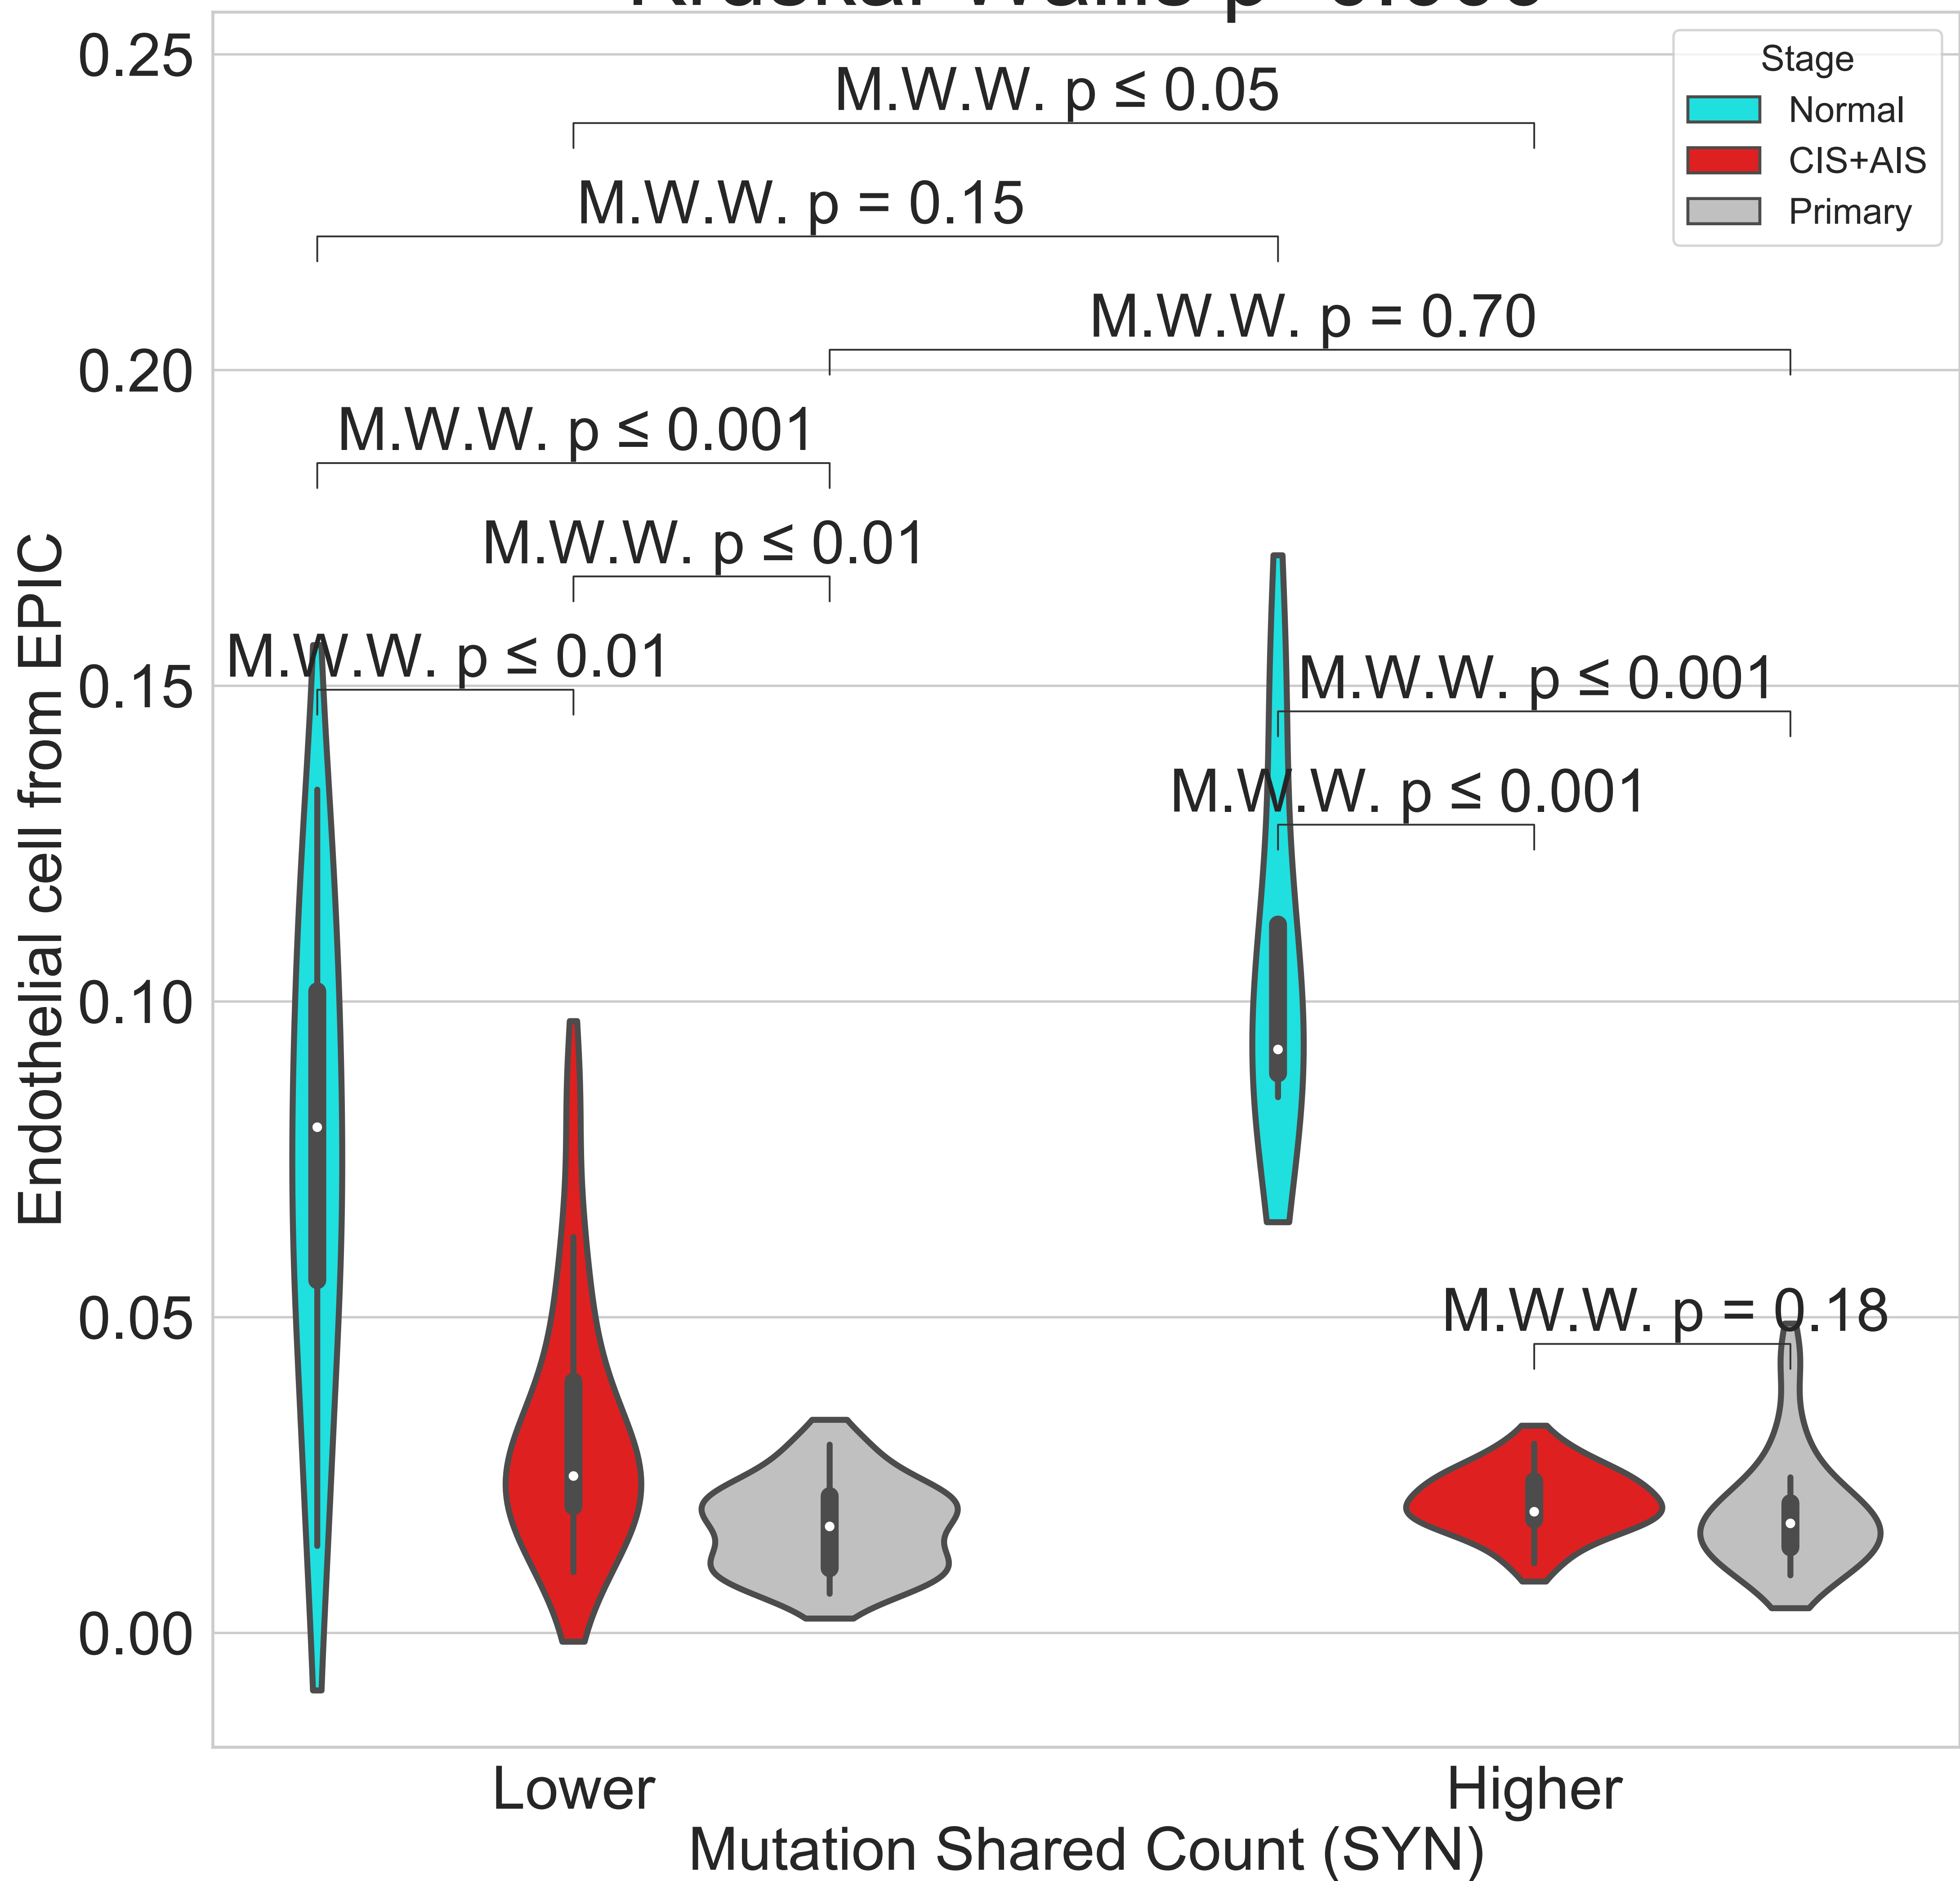 0.25
0.20
0.15
0.10
0.05
0.00
Endothelial cell from EPIC
M.W.W. p ≤ 0.05
M.W.W. p = 0.15
M.W.W. p = 0.70
M.W.W. p ≤ 0.001
M.W.W. p ≤ 0.01
M.W.W. p ≤ 0.01
M.W.W. p ≤ 0.001
M.W.W. p ≤ 0.001
M.W.W. p = 0.18
Stage
Normal
CIS+AIS
Primary
Lower
Higher
Mutation Shared Count (SYN)